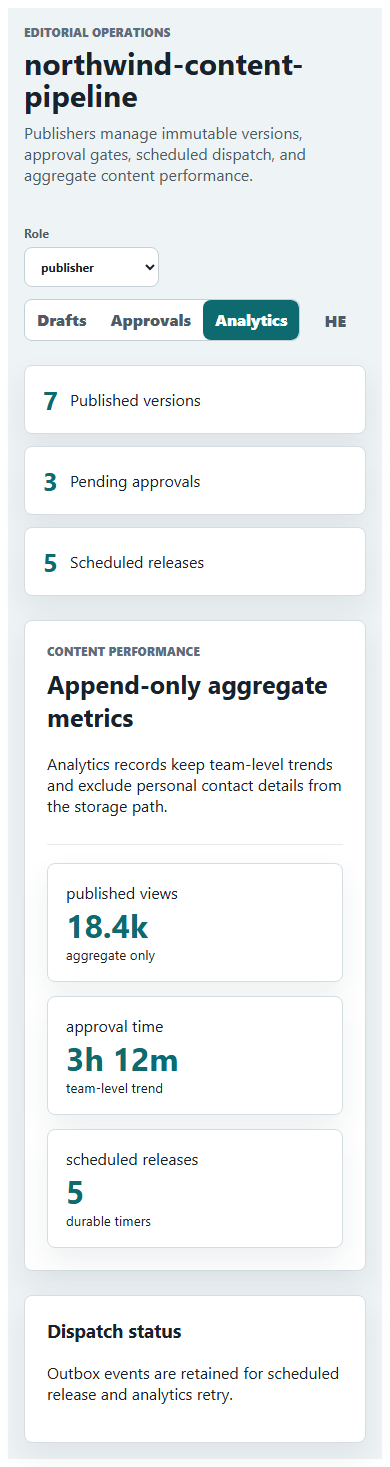 EDITORIAL OPERATIONS
northwind-content-
pipeline
Publishers manage immutable versions,
approval gates, scheduled dispatch, and
aggregate content performance.
Role
publisher
Drafts Approvals Analytics HE
7 Published versions
3 Pending approvals
5 Scheduled releases
CONTENT PERFORMANCE
Append-only aggregate
metrics
Analytics records keep team-level trends
and exclude personal contact details from
the storage path.
published views
18.4k
aggregate only
approval time
3h 12m
team-level trend
scheduled releases
5
durable timers
Dispatch status
Outbox events are retained for scheduled
release and analytics retry.